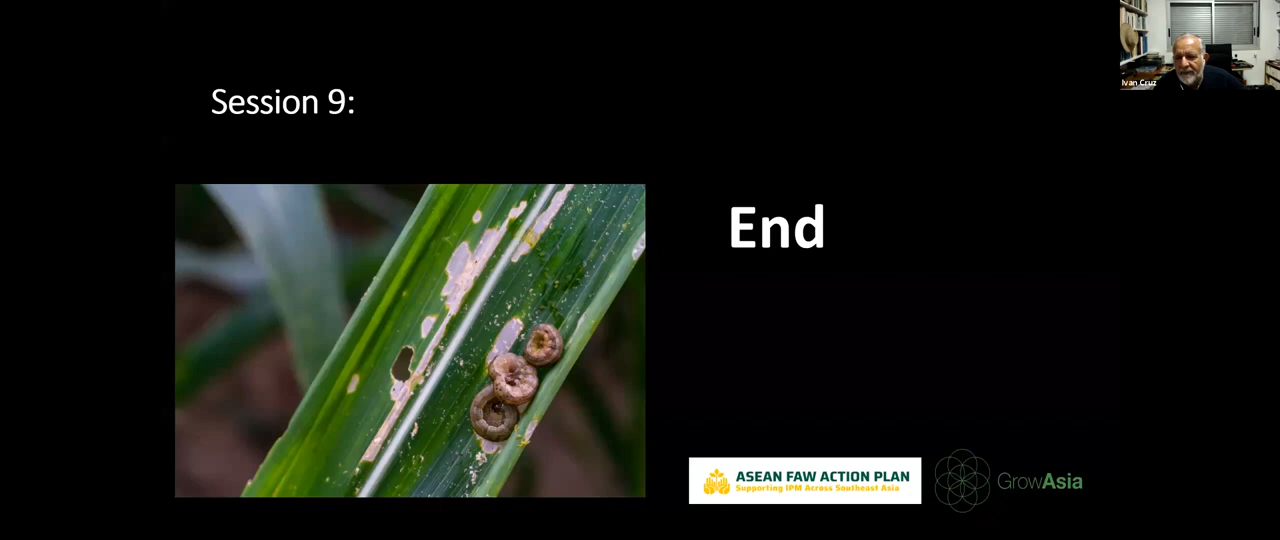 Ivan Cruz
Session 9:
End
ASEAN FAW ACTION PLAN
Supporting IPM Across Southeast Asia
GrowAsia